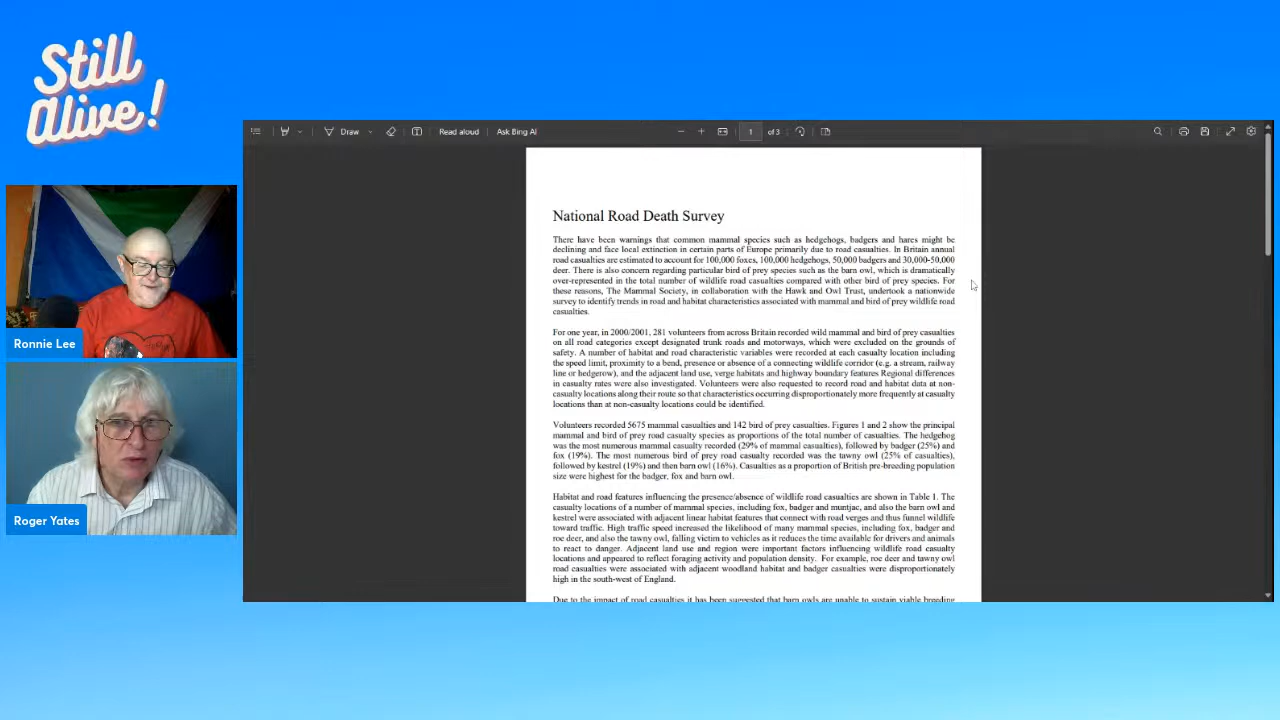 Still
Alive!
Ronnie Lee
Roger Yates
Draw
Read aloud
Ask Bing AI
1
of 3
National Road Death Survey
There have been warnings that common mammal species such as hedgehogs, badgers and hares might be
declining and face local extinction in certain parts of Europe primarily due to road casualties. In Britain annual
road casualties are estimated to account for 100,000 foxes, 100,000 hedgehogs, 50,000 badgers and 30,000-50,000
deer. There is also concern regarding particular bird of prey species such as the barn owl, which is dramatically
over-represented in the total number of wildlife road casualties compared with other bird of prey species. For
these reasons, The Mammal Society, in collaboration with the Hawk and Owl Trust, undertook a nationwide
survey to identify trends in road and habitat characteristics associated with mammal and bird of prey wildlife road
casualties.
For one year, in 2000/2001, 281 volunteers from across Britain recorded wild mammal and bird of prey casualties
on all road categories except designated trunk roads and motorways, which were excluded on the grounds of
safety. A number of habitat and road characteristic variables were recorded at each casualty location including
the speed limit, proximity to a bend, presence or absence of a connecting wildlife corridor (e.g. a stream, railway
line or hedgerow), and the adjacent land use, verge habitats and highway boundary features Regional differences
in casualty rates were also investigated. Volunteers were also requested to record road and habitat data at non-
casualty locations along their route so that characteristics occurring disproportionately more frequently at casualty
locations than at non-casualty locations could be identified.
Volunteers recorded 5675 mammal casualties and 142 bird of prey casualties. Figures 1 and 2 show the principal
mammal and bird of prey road casualty species as proportions of the total number of casualties. The hedgehog
was the most numerous mammal casualty recorded (29% of mammal casualties), followed by badger (25%) and
fox (19%). The most numerous bird of prey road casualty recorded was the tawny owl (25% of casualties),
followed by kestrel (19%) and then barn owl (16%). Casualties as a proportion of British pre-breeding population
size were highest for the badger, fox and barn owl.
Habitat and road features influencing the presence/absence of wildlife road casualties are shown in Table 1. The
casualty locations of a number of mammal species, including fox, badger and muntjac, and also the barn owl and
kestrel were associated with adjacent linear habitat features that connect with road verges and thus funnel wildlife
toward traffic. High traffic speed increased the likelihood of many mammal species, including fox, badger and
roe deer, and also the tawny owl, falling victim to vehicles as it reduces the time available for drivers and animals
to react to danger. Adjacent land use and region were important factors influencing wildlife road casualty
locations and appeared to reflect foraging activity and population density. For example, roe deer and tawny owl
road casualties were associated with adjacent woodland habitat and badger casualties were disproportionately
high in the south-west of England.
Due to the impact of road casualties it has been suggested that barn owls are unable to sustain viable breeding